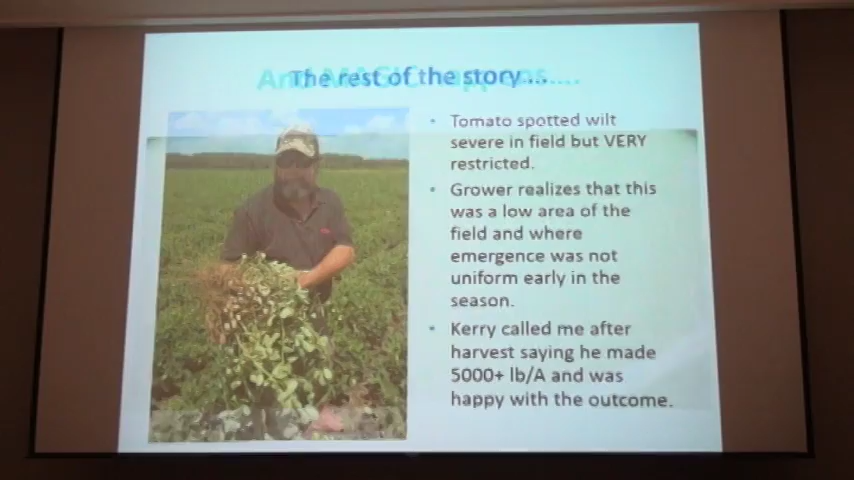 The rest of the story...
• Tomato spotted wilt
severe in field but VERY
restricted.
• Grower realizes that this
was a low area of the
field and where
emergence was not
uniform early in the
season.
• Kerry called me after
harvest saying he made
5000+ lb/A and was
happy with the outcome.